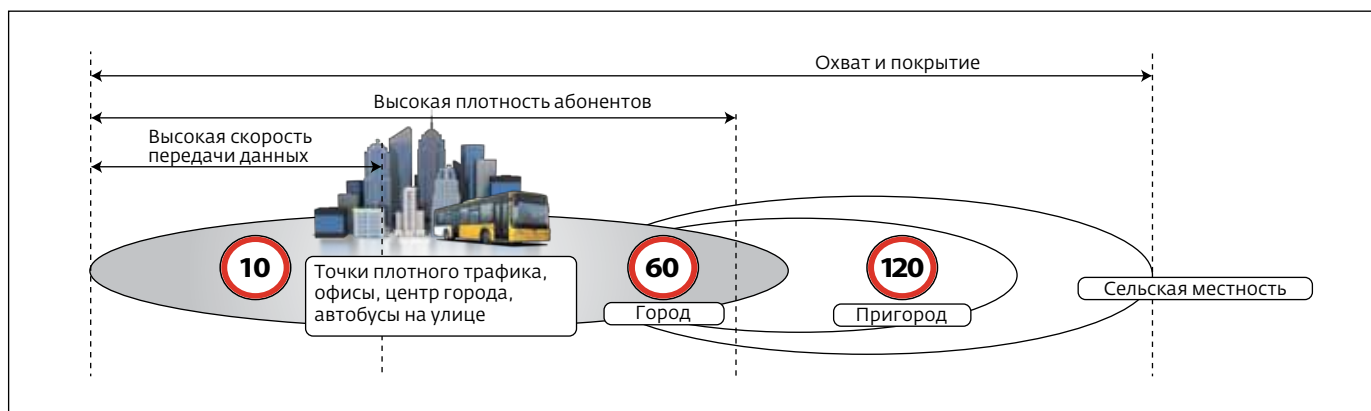 Охват и покрытие
Высокая плотность абонентов
Высокая скорость
передачи данных
10
60
120
Точки плотного трафика,
офисы, центр города,
автобусы на улице
Город
Пригород
Сельская местность